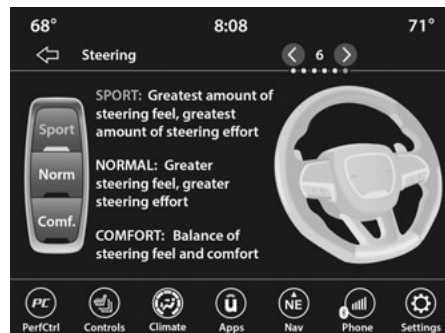 68° 8:08 71°
Steering 6
SPORT: Greatest amount of
steering feel, greatest
amount of steering effort
Sport
Norm
Comf.
NORMAL: Greater
steering feel, greater
steering effort
COMFORT: Balance of
steering feel and comfort
PC û NE
PerfCtrl Controls Climate Apps Nav Phone Settings